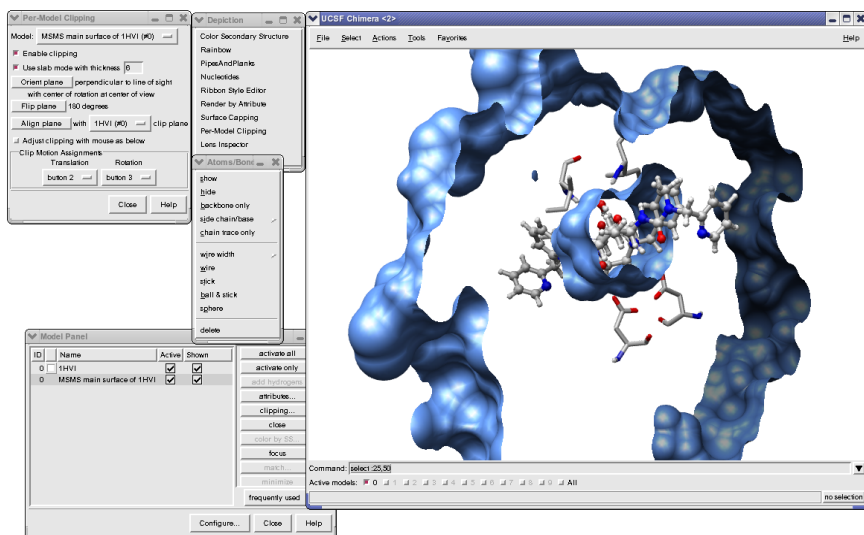 Per-Model Clipping
Model: MSMS main surface of 1HVI (#0)
Enable clipping
Use slab mode with thickness 6
Orient plane perpendicular to line of sight
with center of rotation at center of view
Flip plane 180 degrees
Align plane with 1HVI (#0) clip plane
Adjust clipping with mouse as below
Clip Motion Assignments
Translation Rotation
button 2 button 3
Close Help
Depiction
Color Secondary Structure
Rainbow
PipesAndPlanks
Nucleotides
Ribbon Style Editor
Render by Attribute
Surface Capping
Per-Model Clipping
Lens Inspector
Atoms/Bond
show
hide
backbone only
side chain/base
chain trace only
wire width
wire
stick
ball & stick
sphere
delete
Model Panel
ID Name Active Shown
0 1HVI
0 MSMS main surface of 1HVI
activate all
activate only
add hydrogens
attributes...
clipping...
close
color by SS...
focus
match...
minimize
frequently used
Configure... Close Help
UCSF Chimera <2>
File Select Actions Tools Favorites Help
Command: select :25,50
Active models: 0 1 2 3 4 5 6 7 8 9 All
no selection